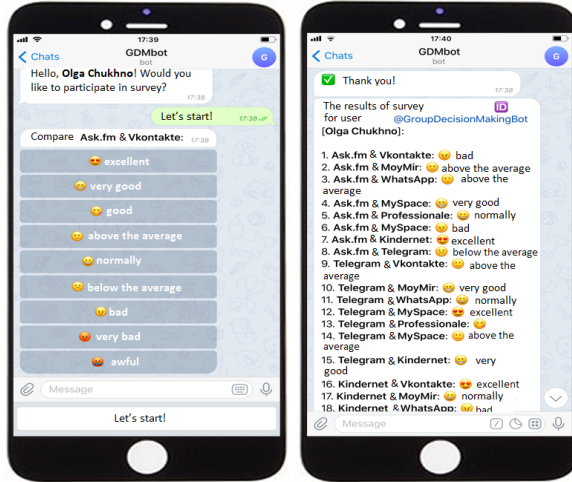 17:39
Chats
GDMbot
bot
G
Hello, Olga Chukhno! Would you
like to participate in survey?
17:38
Let's start!
17:38
Compare Ask.fm & Vkontakte:
17:38
excellent
very good
good
above the average
normally
below the average
bad
very bad
awful
Message
Let's start!
17:40
Chats
GDMbot
bot
G
Thank you!
17:38
The results of survey
ID
for user @GroupDecisionMakingBot
[Olga Chukhno]:
1. Ask.fm & Vkontakte: bad
2. Ask.fm & MoyMir: above the average
3. Ask.fm & WhatsApp: above the
average
4. Ask.fm & MySpace: very good
5. Ask.fm & Professionale: normally
6. Ask.fm & MySpace: bad
7. Ask.fm & Kindernet: excellent
8. Ask.fm & Telegram: below the average
9. Telegram & Vkontakte: above the
average
10. Telegram & MoyMir: very good
11. Telegram & WhatsApp: normally
12. Telegram & MySpace: excellent
13. Telegram & Professionale:
14. Telegram & MySpace: above the
average
15. Telegram & Kindernet: very
good
16. Kindernet & Vkontakte: excellent
17. Kindernet & MoyMir: normally
18. Kindernet & WhatsApp: bad
Message